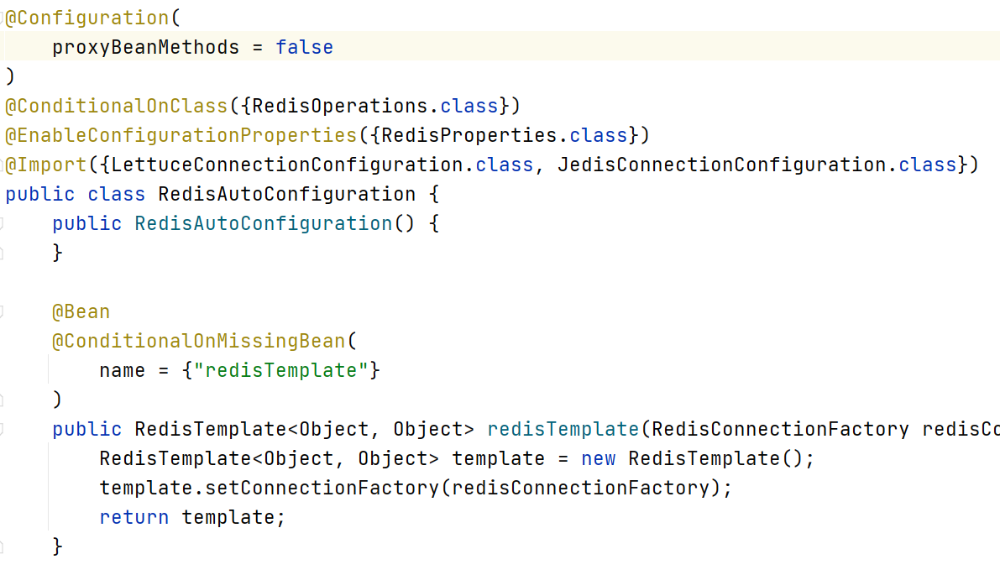 @Configuration(
    proxyBeanMethods = false
)
@ConditionalOnClass({RedisOperations.class})
@EnableConfigurationProperties({RedisProperties.class})
@Import({LettuceConnectionConfiguration.class, JedisConnectionConfiguration.class})
public class RedisAutoConfiguration {
    public RedisAutoConfiguration() {
    }

    @Bean
    @ConditionalOnMissingBean(
        name = {"redisTemplate"}
    )
    public RedisTemplate<Object, Object> redisTemplate(RedisConnectionFactory
        RedisTemplate<Object, Object> template = new RedisTemplate();
        template.setConnectionFactory(redisConnectionFactory);
        return template;
    }